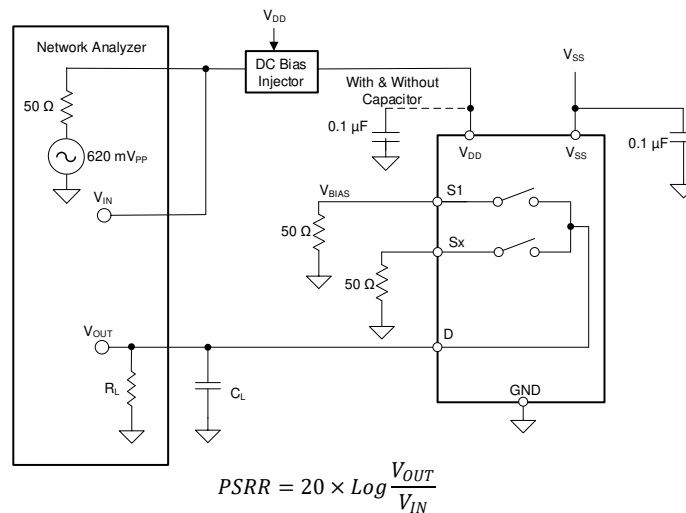 V_DD
Network Analyzer
DC Bias
Injector
V_SS
With & Without
Capacitor
50 Ω
0.1 µF
0.1 µF
620 mV_PP
V_DD
V_SS
V_IN
V_BIAS
S1
50 Ω
Sx
50 Ω
V_OUT
D
R_L
C_L
GND
PSRR = 20 × Log V_OUT / V_IN